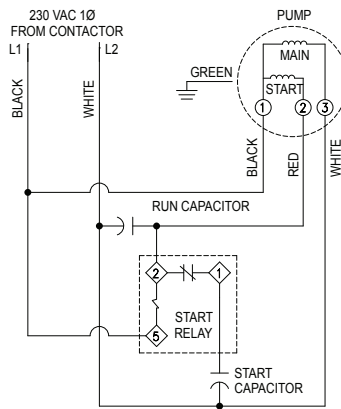 230 VAC 1Ø
FROM CONTACTOR
L1
L2
PUMP
MAIN
GREEN
START
1
2
3
BLACK
WHITE
BLACK
RED
WHITE
RUN CAPACITOR
2
1
START
RELAY
5
START
CAPACITOR